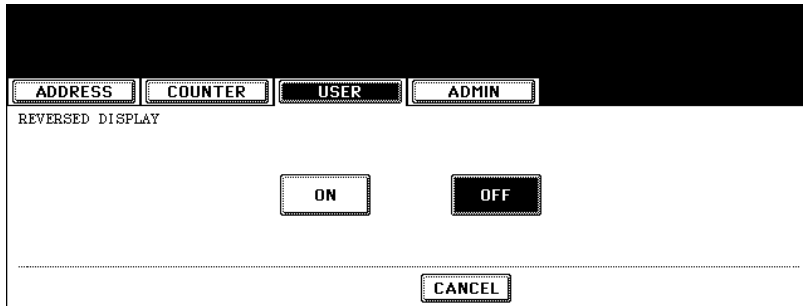 ADDRESS COUNTER USER ADMIN
REVERSED DISPLAY
ON OFF
CANCEL